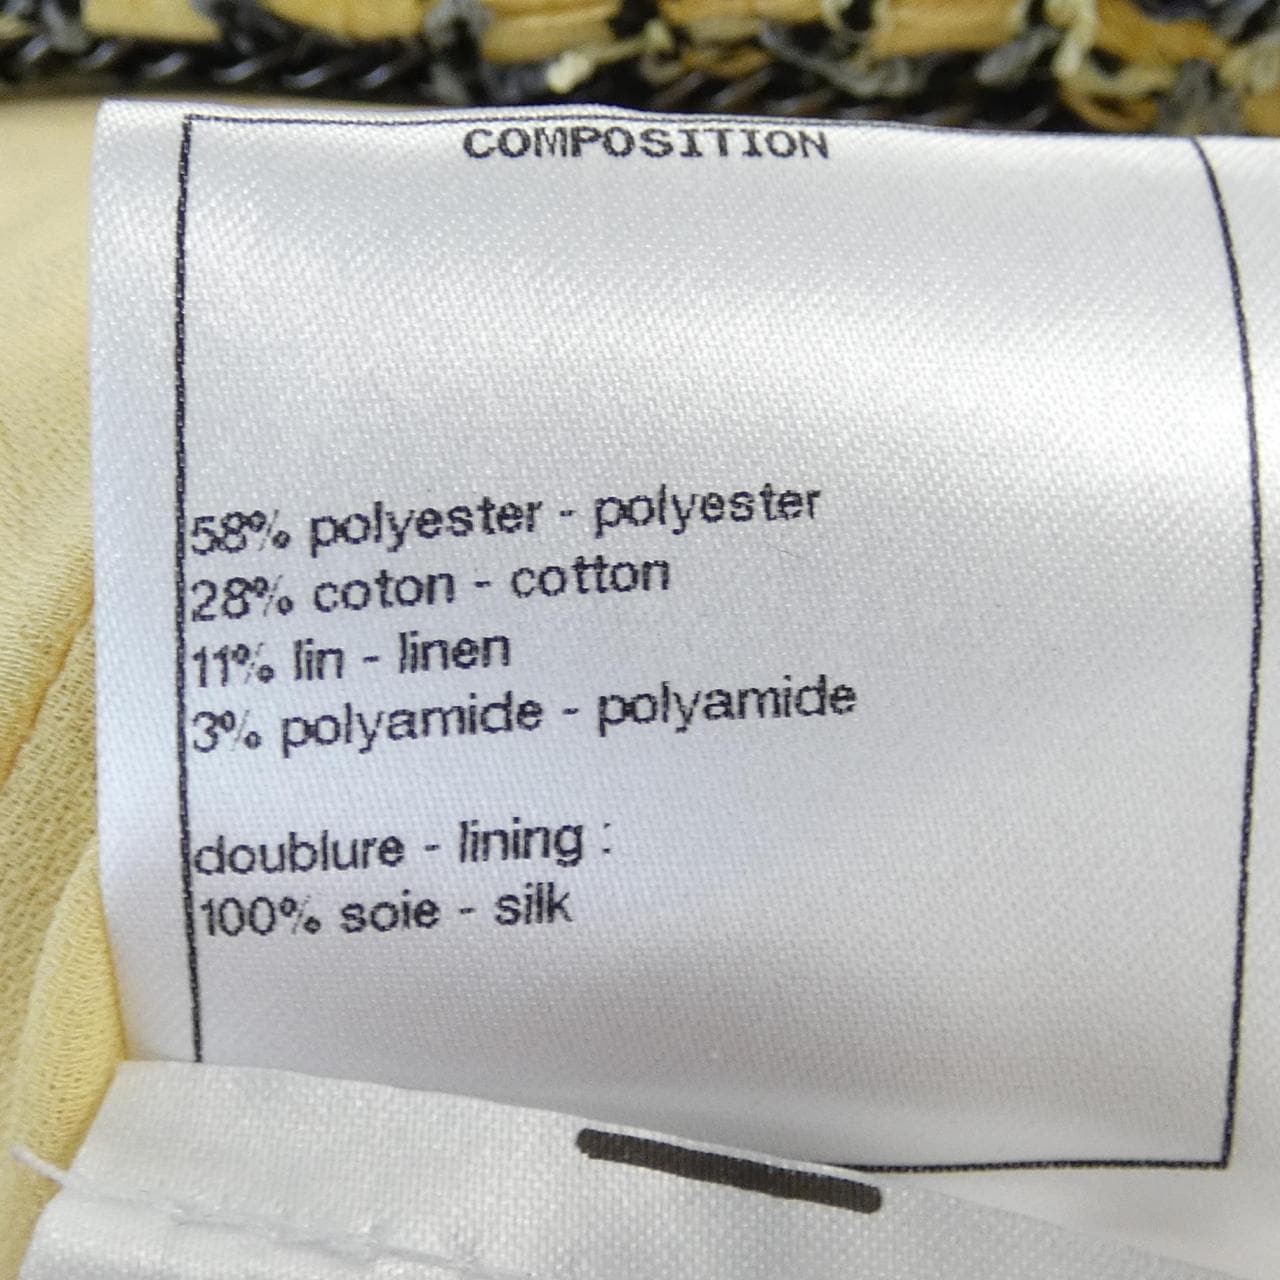 COMPOSITION
58% polyester - polyester
28% coton - cotton
11% lin - linen
3% polyamide - polyamide
doublure - lining :
100% soie - silk